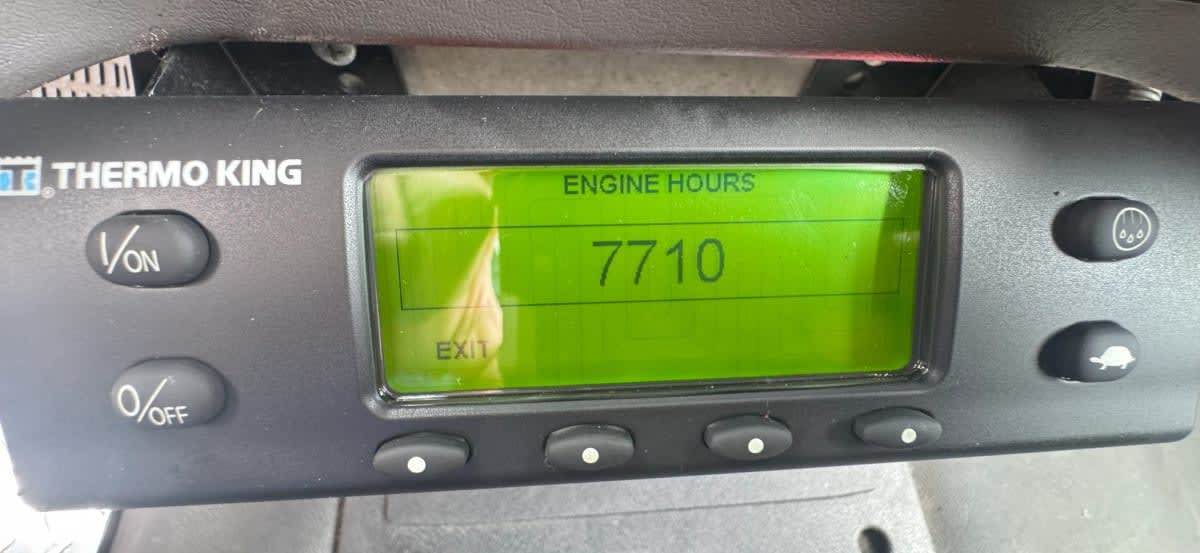 THERMO KING
ENGINE HOURS
7710
EXIT
I/ON
O/OFF